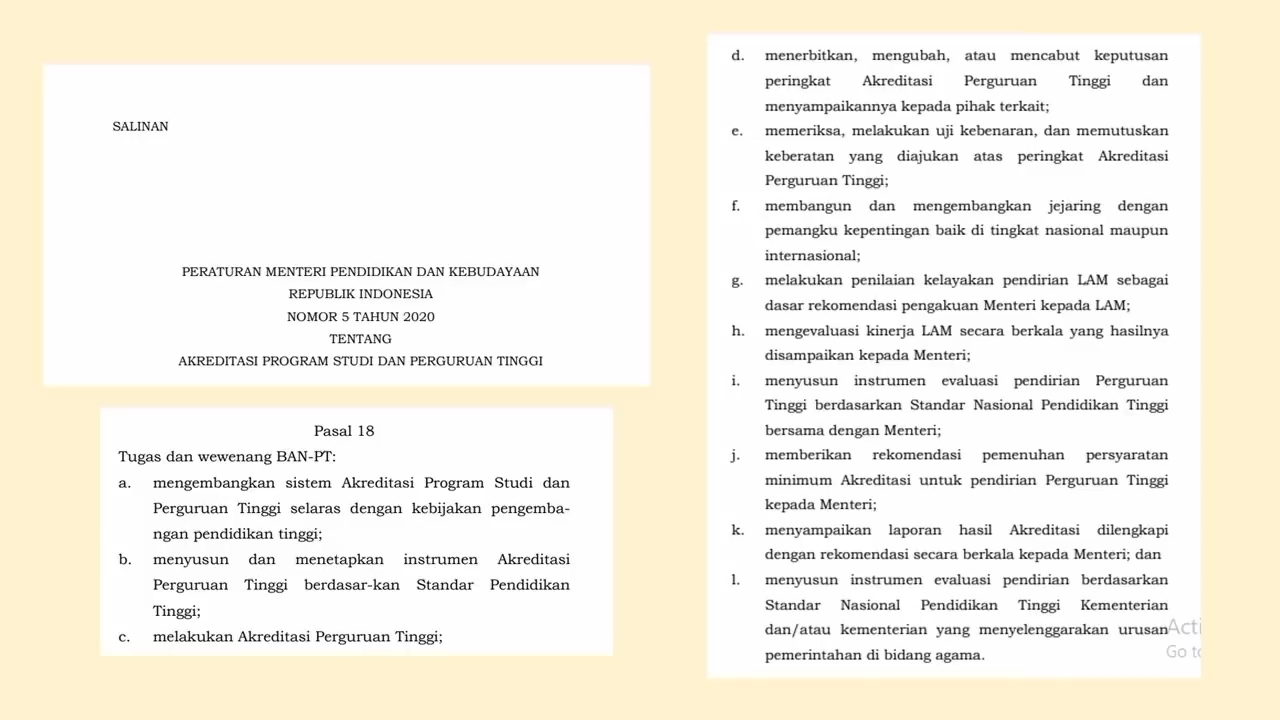 SALINAN
PERATURAN MENTERI PENDIDIKAN DAN KEBUDAYAAN
REPUBLIK INDONESIA
NOMOR 5 TAHUN 2020
TENTANG
AKREDITASI PROGRAM STUDI DAN PERGURUAN TINGGI
Pasal 18
Tugas dan wewenang BAN-PT:
a. mengembangkan sistem Akreditasi Program Studi dan
Perguruan Tinggi selaras dengan kebijakan pengemba-
ngan pendidikan tinggi;
b. menyusun dan menetapkan instrumen Akreditasi
Perguruan Tinggi berdasar-kan Standar Pendidikan
Tinggi;
c. melakukan Akreditasi Perguruan Tinggi;
d. menerbitkan, mengubah, atau mencabut keputusan
peringkat Akreditasi Perguruan Tinggi dan
menyampaikannya kepada pihak terkait;
e. memeriksa, melakukan uji kebenaran, dan memutuskan
keberatan yang diajukan atas peringkat Akreditasi
Perguruan Tinggi;
f. membangun dan mengembangkan jejaring dengan
pemangku kepentingan baik di tingkat nasional maupun
internasional;
g. melakukan penilaian kelayakan pendirian LAM sebagai
dasar rekomendasi pengakuan Menteri kepada LAM;
h. mengevaluasi kinerja LAM secara berkala yang hasilnya
disampaikan kepada Menteri;
i. menyusun instrumen evaluasi pendirian Perguruan
Tinggi berdasarkan Standar Nasional Pendidikan Tinggi
bersama dengan Menteri;
j. memberikan rekomendasi pemenuhan persyaratan
minimum Akreditasi untuk pendirian Perguruan Tinggi
kepada Menteri;
k. menyampaikan laporan hasil Akreditasi dilengkapi
dengan rekomendasi secara berkala kepada Menteri; dan
l. menyusun instrumen evaluasi pendirian berdasarkan
Standar Nasional Pendidikan Tinggi Kementerian
dan/atau kementerian yang menyelenggarakan urusan
pemerintahan di bidang agama.
Acti
Go to